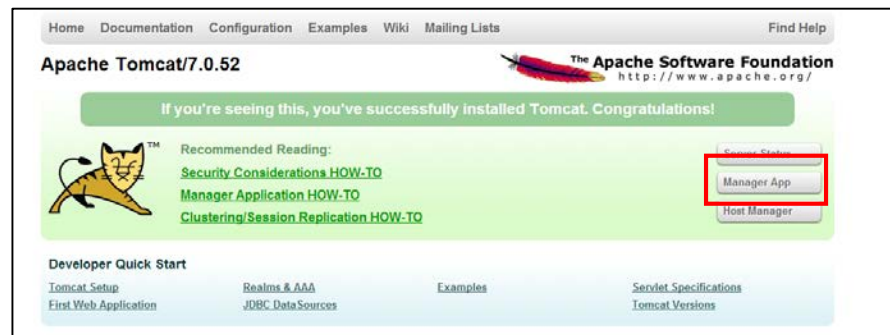 Home Documentation Configuration Examples Wiki Mailing Lists Find Help
Apache Tomcat/7.0.52
The Apache Software Foundation
http://www.apache.org/
If you're seeing this, you've successfully installed Tomcat. Congratulations!
TM
Recommended Reading:
Security Considerations HOW-TO
Manager Application HOW-TO
Clustering/Session Replication HOW-TO
Server Status
Manager App
Host Manager
Developer Quick Start
Tomcat Setup
First Web Application
Realms & AAA
JDBC DataSources
Examples
Servlet Specifications
Tomcat Versions